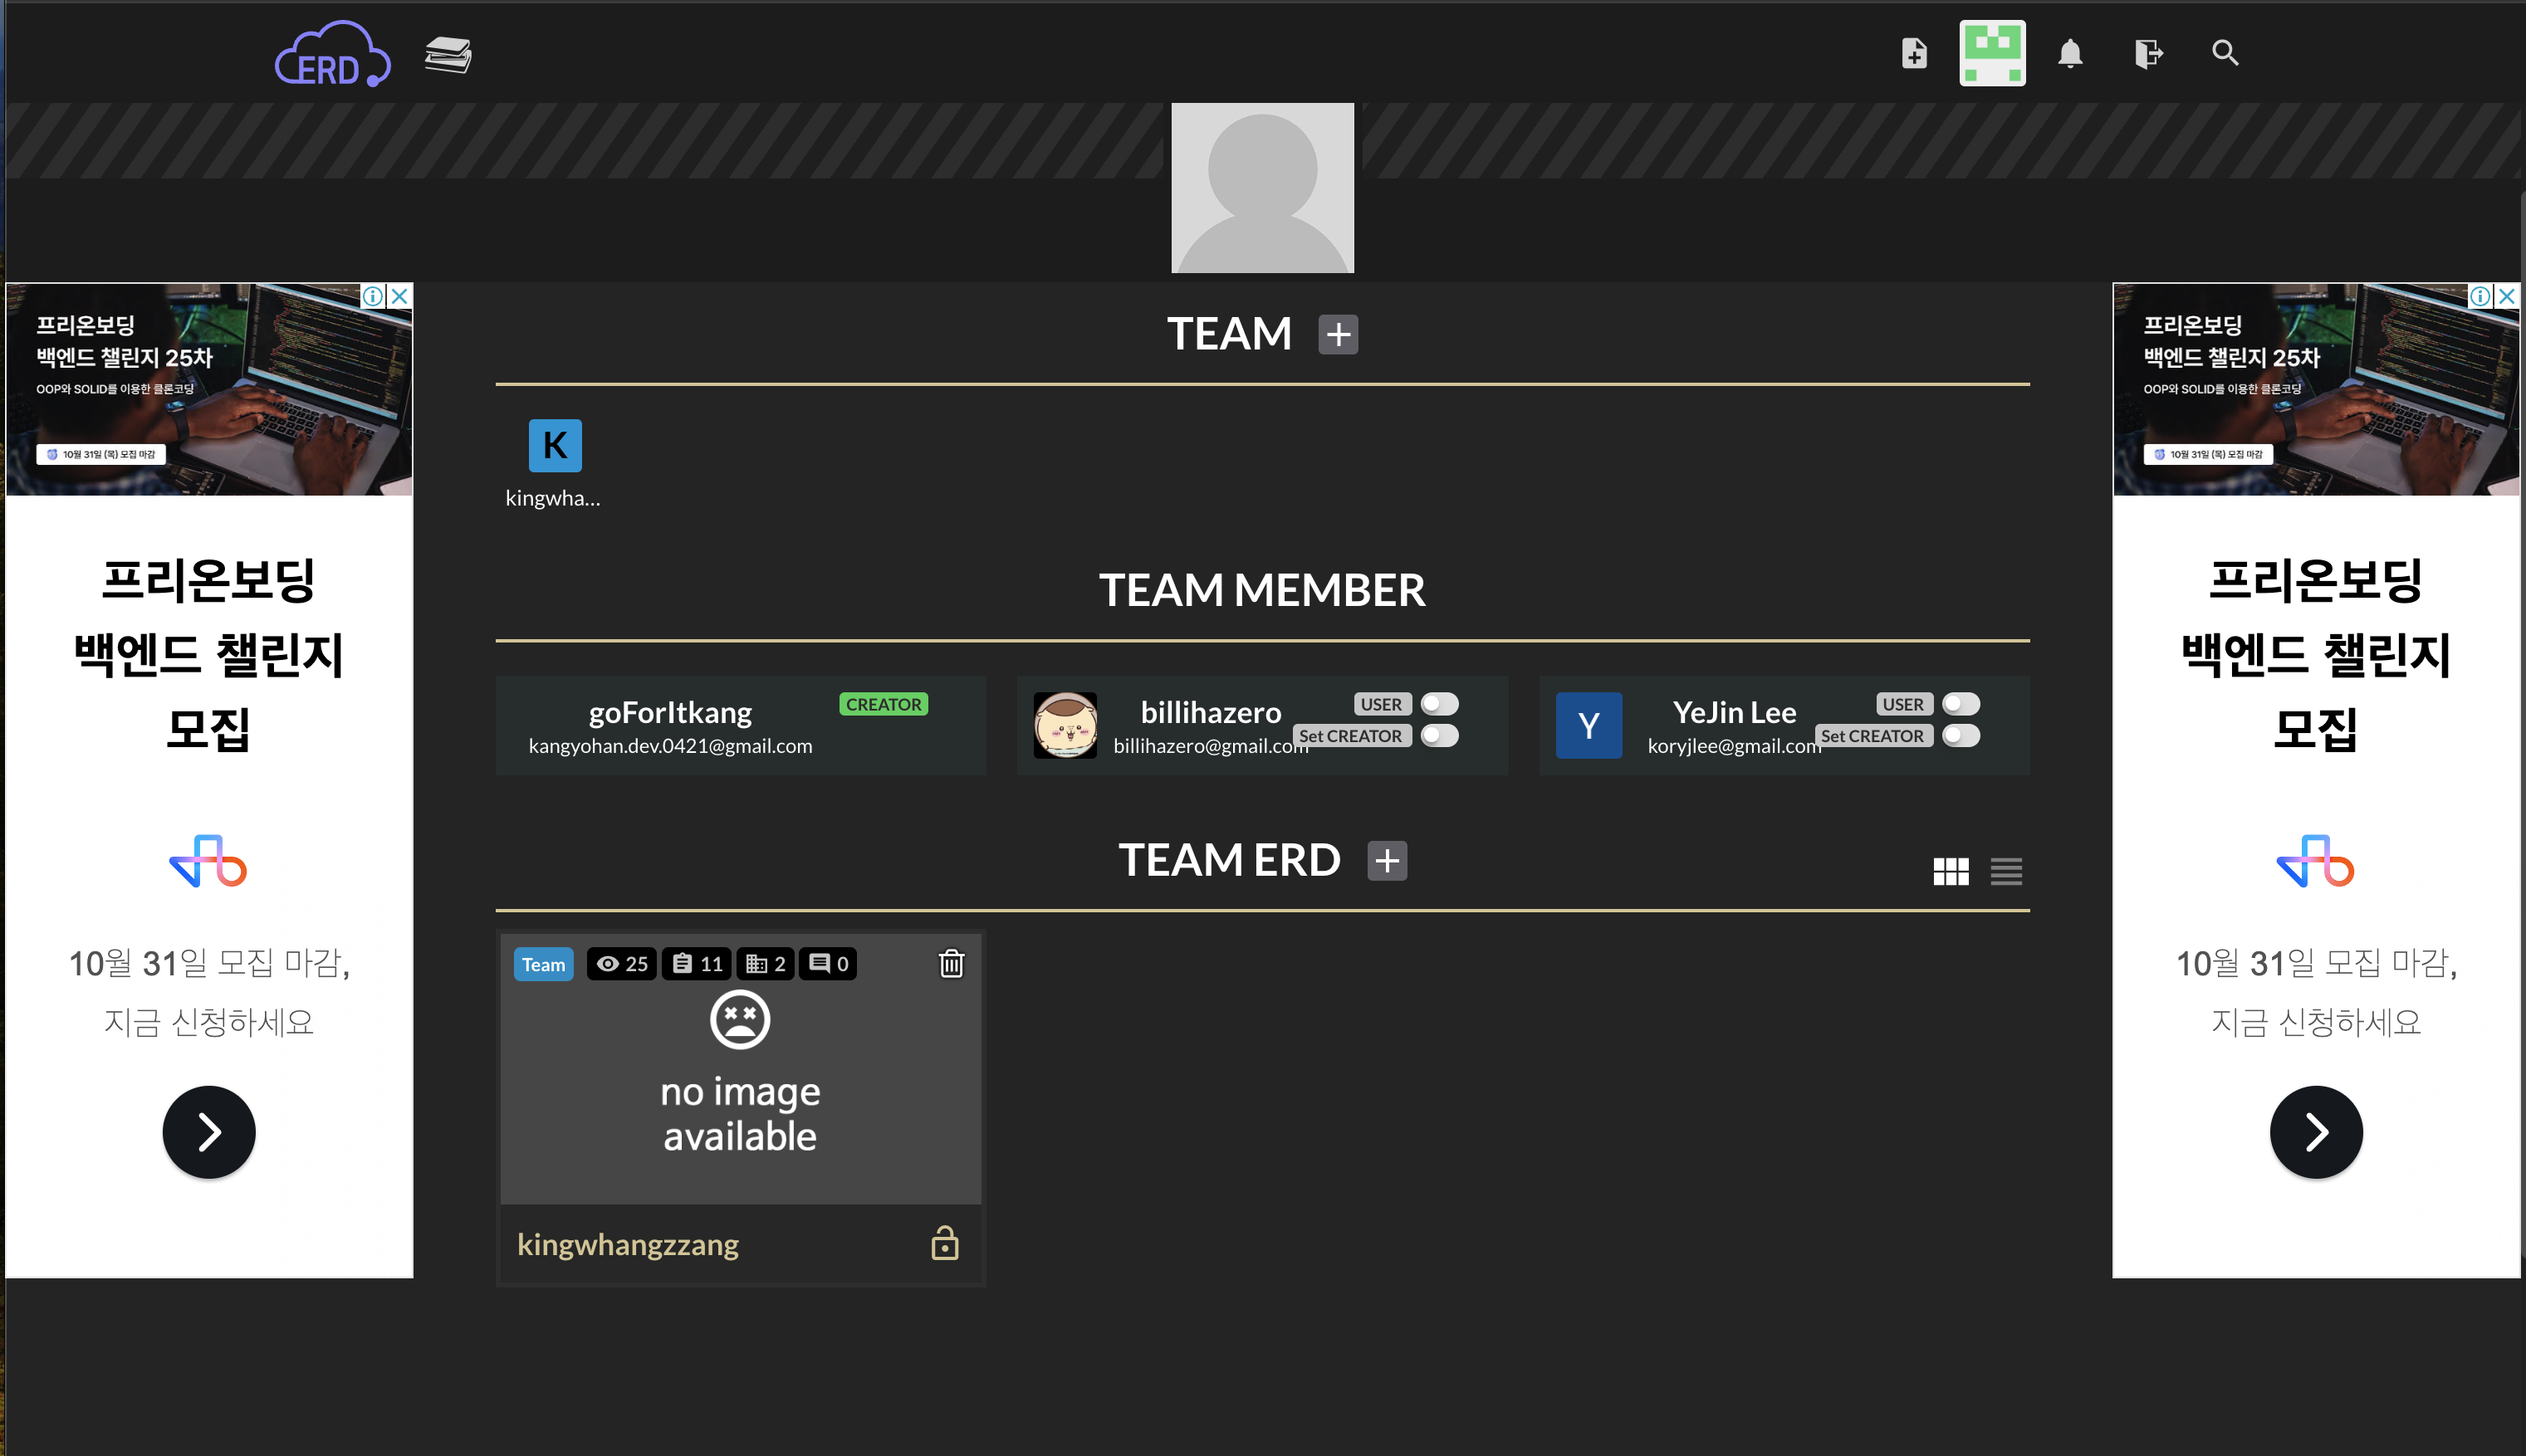 ERD
프리온보딩
백엔드 챌린지 25차
OOP와 SOLID를 이용한 클론코딩
10월 31일 (목) 모집 마감
프리온보딩
백엔드 챌린지
모집
10월 31일 모집 마감,
지금 신청하세요
TEAM
K
kingwha...
TEAM MEMBER
goForItkang
CREATOR
kangyohan.dev.0421@gmail.com
billihazero
USER
billihazero@gmail.com
Set CREATOR
Y
YeJin Lee
USER
koryjlee@gmail.com
Set CREATOR
TEAM ERD
Team
25
11
2
0
no image
available
kingwhangzzang
프리온보딩
백엔드 챌린지 25차
OOP와 SOLID를 이용한 클론코딩
10월 31일 (목) 모집 마감
프리온보딩
백엔드 챌린지
모집
10월 31일 모집 마감,
지금 신청하세요